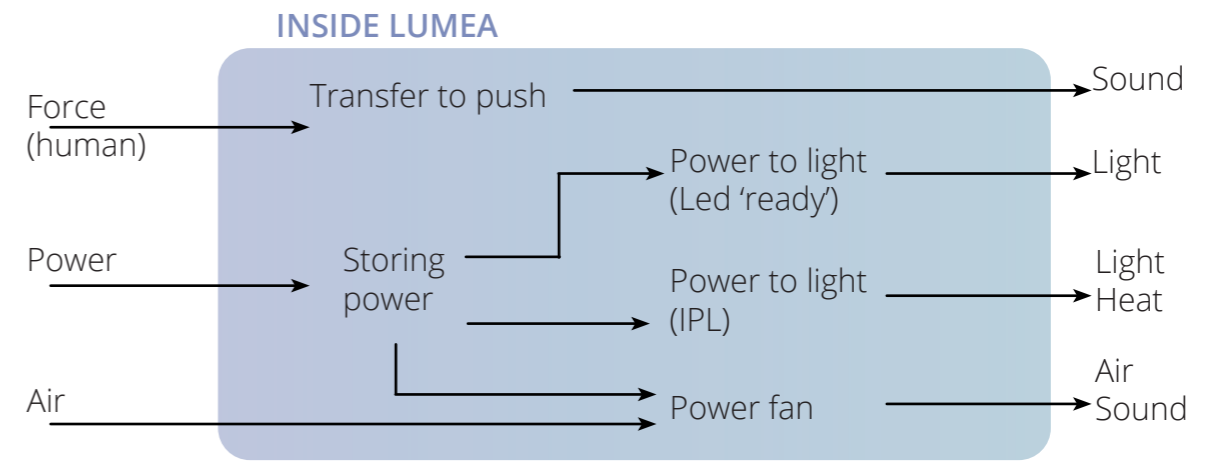 INSIDE LUMEA
Force
(human)
Transfer to push
Sound
Power to light
(Led ‘ready’)
Light
Power
Storing
power
Power to light
(IPL)
Light
Heat
Air
Power fan
Air
Sound